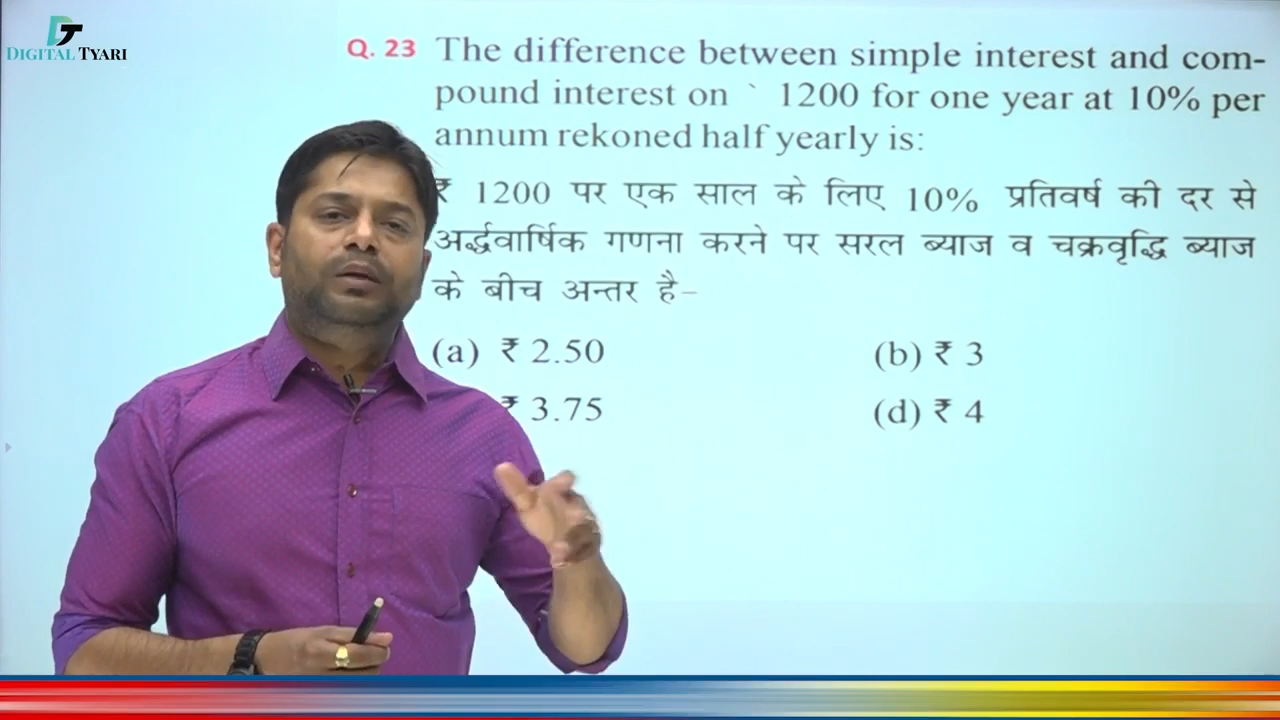 DT
DIGITAL TYARI
Q. 23 The difference between simple interest and com-
pound interest on ` 1200 for one year at 10% per
annum rekoned half yearly is:
₹ 1200 पर एक साल के लिए 10% प्रतिवर्ष की दर से
अर्द्धवार्षिक गणना करने पर सरल ब्याज व चक्रवृद्धि ब्याज
के बीच अन्तर है–
(a) ₹ 2.50 (b) ₹ 3
₹ 3.75 (d) ₹ 4